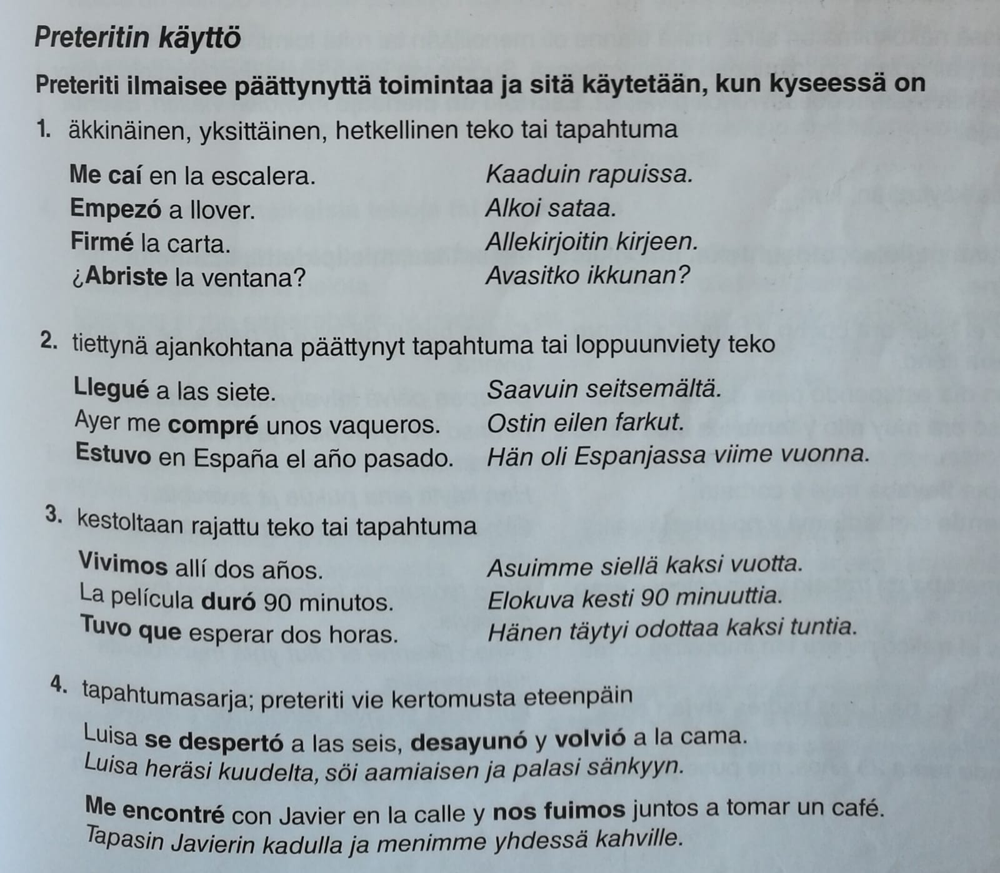 Preteritin käyttö
Preteriti ilmaisee päättynyttä toimintaa ja sitä käytetään, kun kyseessä on
1. äkkinäinen, yksittäinen, hetkellinen teko tai tapahtuma
Me caí en la escalera. Kaaduin rapuissa.
Empezó a llover. Alkoi sataa.
Firmé la carta. Allekirjoitin kirjeen.
¿Abriste la ventana? Avasitko ikkunan?
2. tiettynä ajankohtana päättynyt tapahtuma tai loppuunviety teko
Llegué a las siete. Saavuin seitsemältä.
Ayer me compré unos vaqueros. Ostin eilen farkut.
Estuvo en España el año pasado. Hän oli Espanjassa viime vuonna.
3. kestoltaan rajattu teko tai tapahtuma
Vivimos allí dos años. Asuimme siellä kaksi vuotta.
La película duró 90 minutos. Elokuva kesti 90 minuuttia.
Tuvo que esperar dos horas. Hänen täytyi odottaa kaksi tuntia.
4. tapahtumasarja; preteriti vie kertomusta eteenpäin
Luisa se despertó a las seis, desayunó y volvió a la cama.
Luisa heräsi kuudelta, söi aamiaisen ja palasi sänkyyn.
Me encontré con Javier en la calle y nos fuimos juntos a tomar un café.
Tapasin Javierin kadulla ja menimme yhdessä kahville.